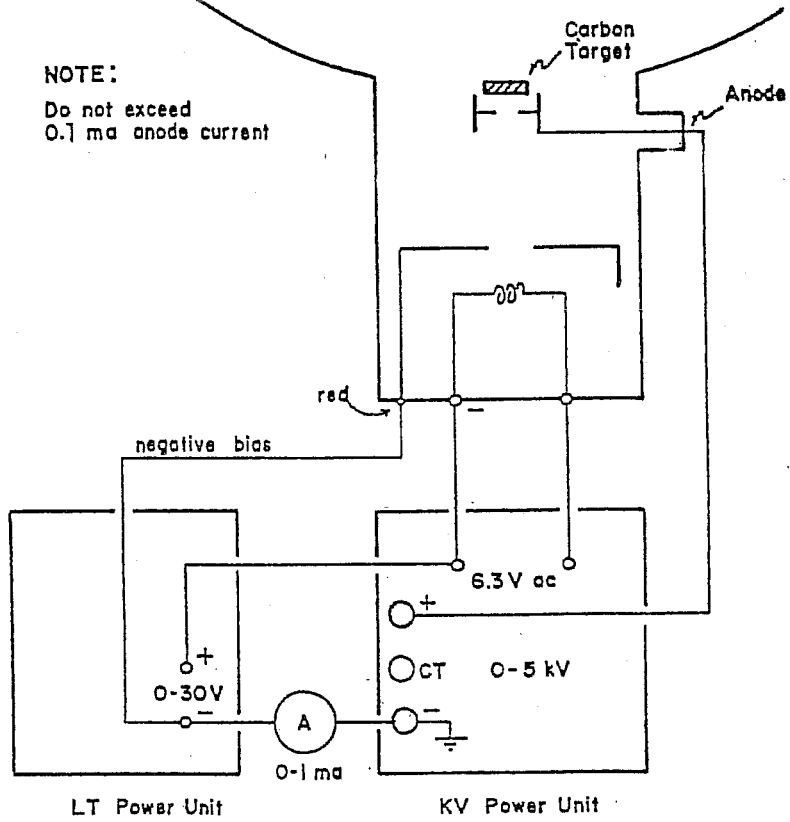 Carbon
Target
NOTE:
Do not exceed
0.1 ma anode current
Anode
red
-
negative bias
6.3V ac
+
+
CT 0-5 kV
0-30V
-
A
-
0-1 ma
LT Power Unit
KV Power Unit